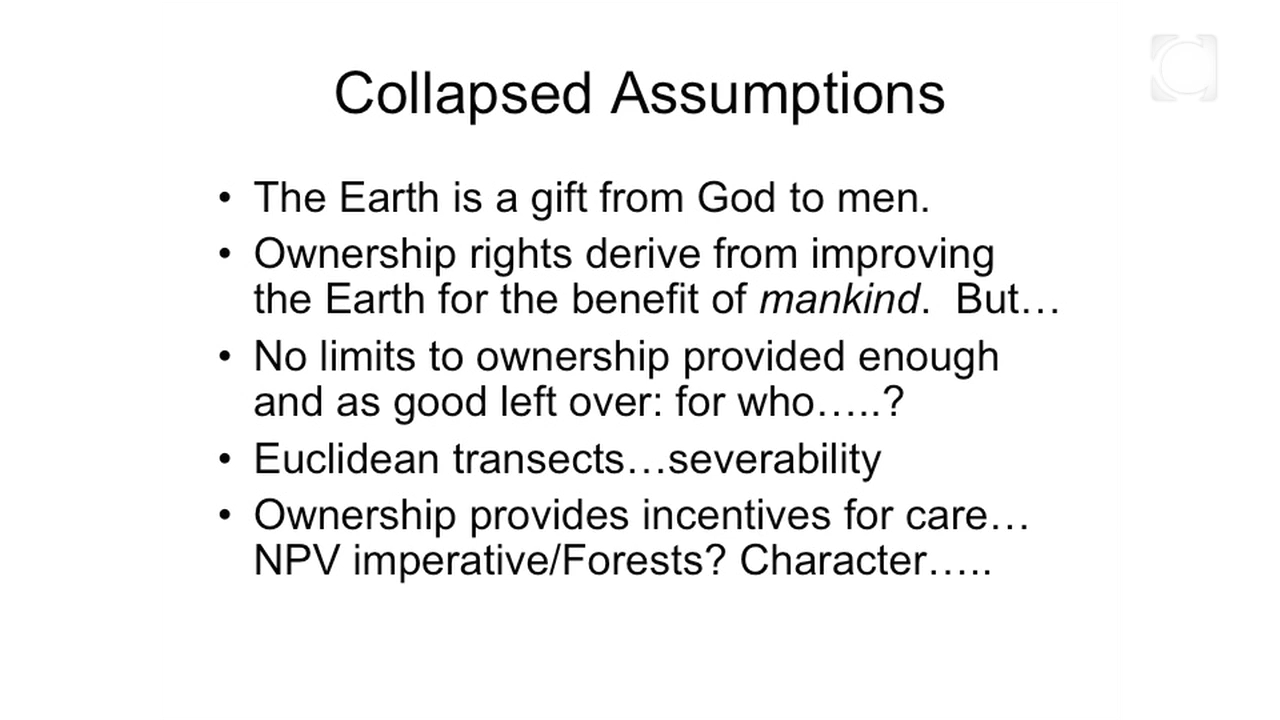 Collapsed Assumptions
• The Earth is a gift from God to men.
• Ownership rights derive from improving
the Earth for the benefit of mankind.  But…
• No limits to ownership provided enough
and as good left over: for who…..?
• Euclidean transects…severability
• Ownership provides incentives for care…
NPV imperative/Forests? Character…..